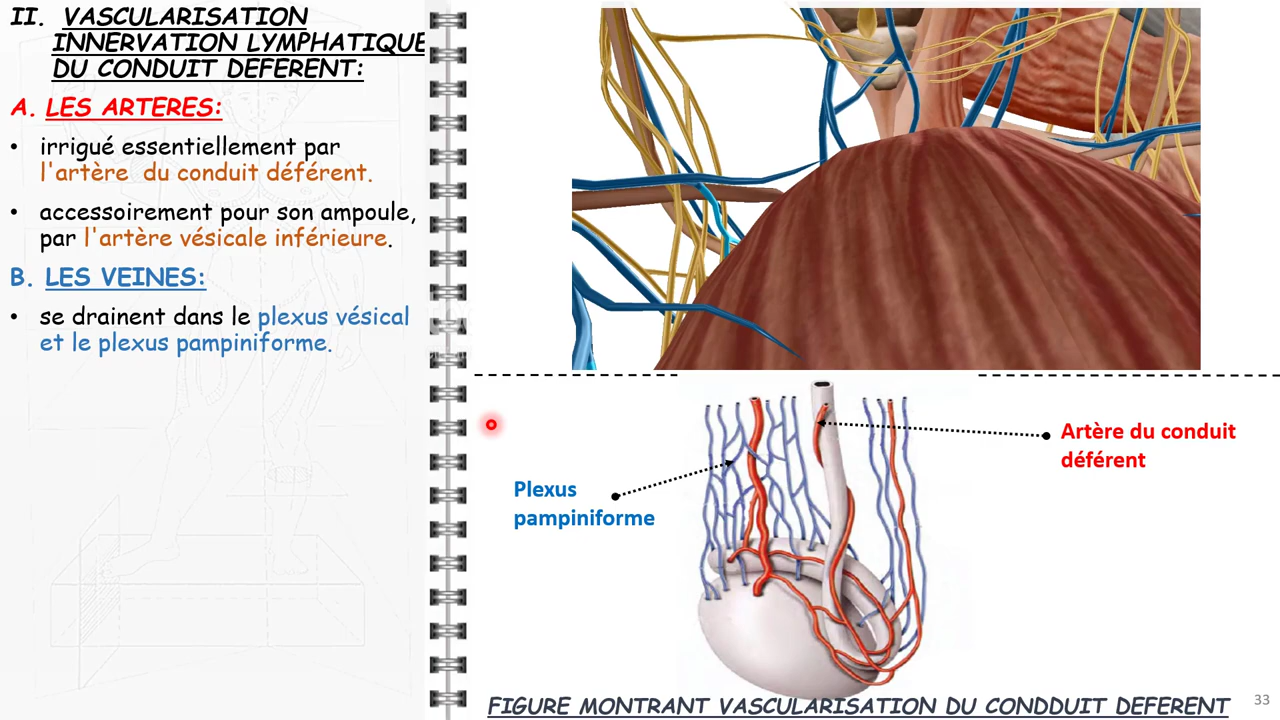 II. VASCULARISATION
INNERVATION LYMPHATIQUE
DU CONDUIT DEFERENT:
A. LES ARTERES:
• irrigué essentiellement par
l'artère du conduit déférent.
• accessoirement pour son ampoule,
par l'artère vésicale inférieure.
B. LES VEINES:
• se drainent dans le plexus vésical
et le plexus pampiniforme.
Artère du conduit
déférent
Plexus
pampiniforme
FIGURE MONTRANT VASCULARISATION DU CONDDUIT DEFERENT
33